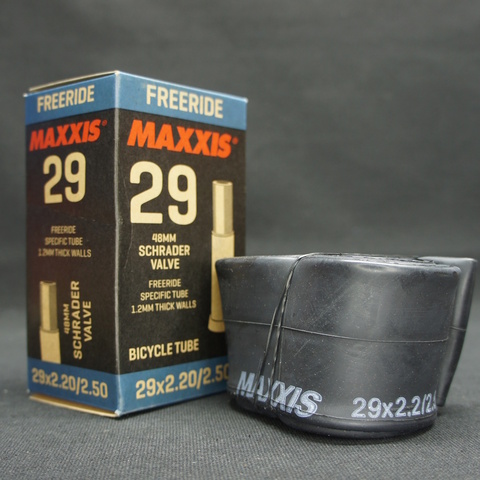 FREERIDE
MAXXIS®
29
FREERIDE
SPECIFIC TUBE
1.2MM THICK WALLS
48MM
SCHRADER
VALVE
29x2.20/2.50
FREERIDE
MAXXIS®
29
48MM
SCHRADER
VALVE
FREERIDE
SPECIFIC TUBE
1.2MM THICK WALLS
BICYCLE TUBE
29x2.20/2.50
MAXXIS
29x2.2/2.